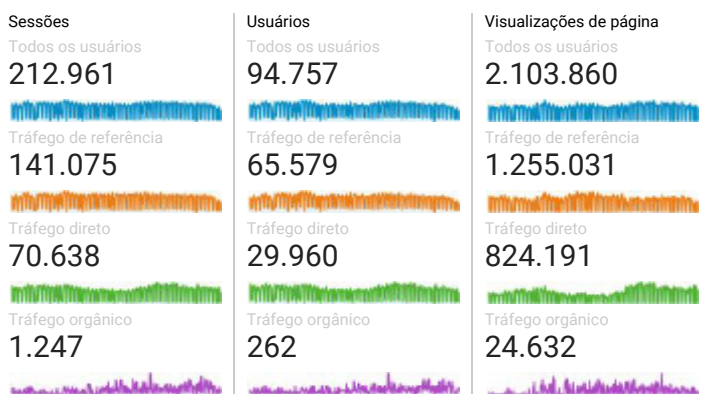 Sessões
Todos os usuários
212.961
Tráfego de referência
141.075
Tráfego direto
70.638
Tráfego orgânico
1.247
Usuários
Todos os usuários
94.757
Tráfego de referência
65.579
Tráfego direto
29.960
Tráfego orgânico
262
Visualizações de página
Todos os usuários
2.103.860
Tráfego de referência
1.255.031
Tráfego direto
824.191
Tráfego orgânico
24.632